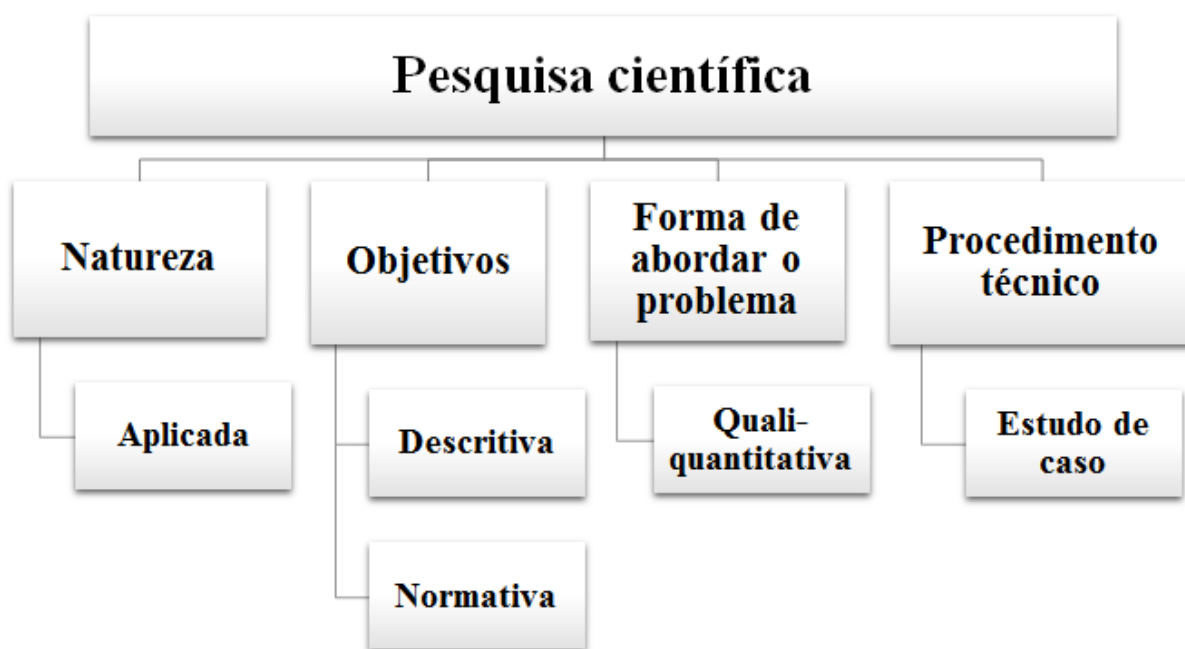 Pesquisa científica
Natureza
Objetivos
Forma de
abordar o
problema
Procedimento
técnico
Aplicada
Descritiva
Quali-
quantitativa
Estudo de
caso
Normativa